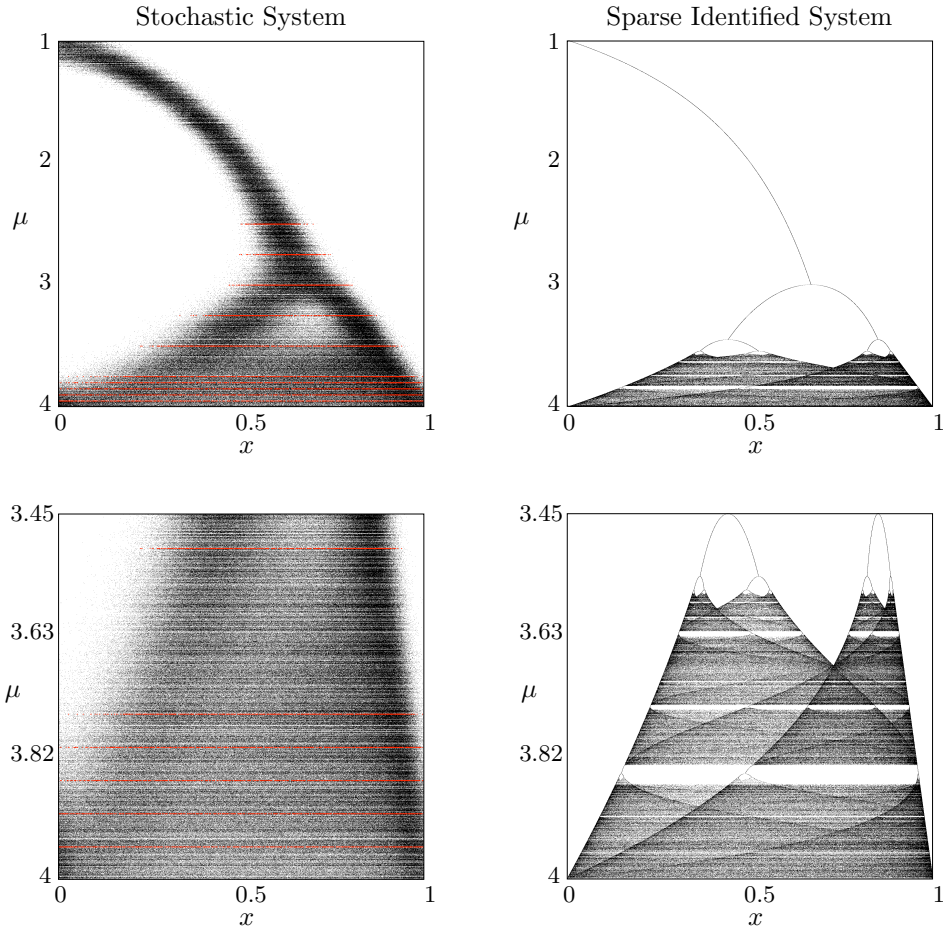 Stochastic System
Sparse Identified System
1
2
μ
3
4
0 0.5 1
x
1
2
μ
3
4
0 0.5 1
x
3.45
3.63
μ
3.82
4
0 0.5 1
x
3.45
3.63
μ
3.82
4
0 0.5 1
x